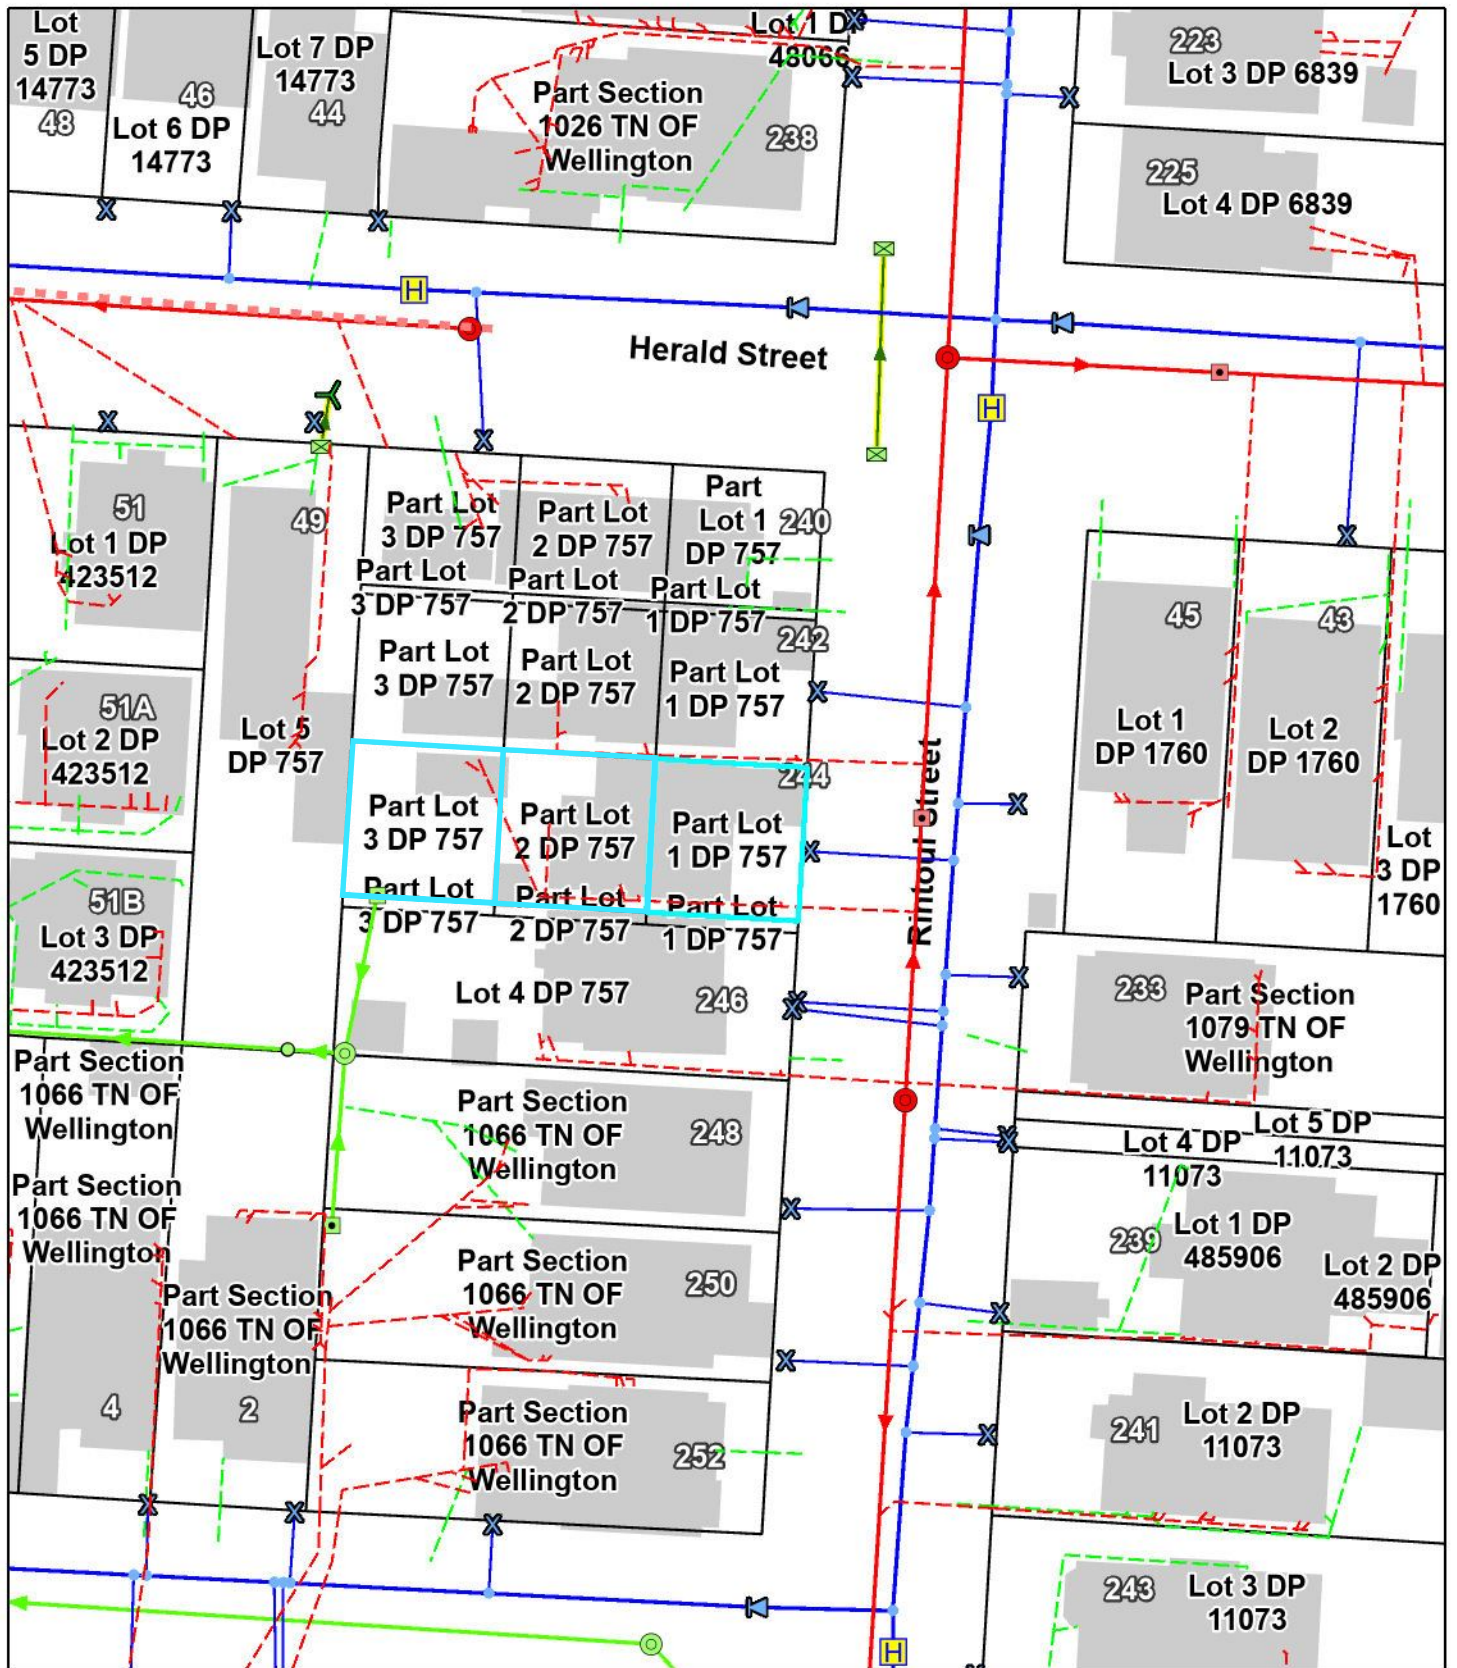 Lot
5 DP
14773
48
46
Lot 6 DP
14773
Lot 7 DP
14773
44
Part Section
1026 TN OF
Wellington
238
Lot 1 DP
48066
223
Lot 3 DP 6839
225
Lot 4 DP 6839
H
Herald Street
H
51
Lot 1 DP
423512
49
Part Lot
3 DP 757
Part Lot
2 DP 757
Part
Lot 1
DP 757
240
Part Lot
3 DP 757
Part Lot
2 DP 757
Part Lot
1 DP 757
242
45
43
Part Lot
3 DP 757
Part Lot
2 DP 757
Part Lot
1 DP 757
51A
Lot 2 DP
423512
Lot 5
DP 757
Lot 1
DP 1760
Lot 2
DP 1760
244
Rintoul Street
Part Lot
3 DP 757
Part Lot
2 DP 757
Part Lot
1 DP 757
Lot
3 DP
1760
51B
Lot 3 DP
423512
Part Lot
3 DP 757
Part Lot
2 DP 757
Part Lot
1 DP 757
Lot 4 DP 757
246
233
Part Section
1079 TN OF
Wellington
Part Section
1066 TN OF
Wellington
Part Section
1066 TN OF
Wellington
248
Lot 5 DP
11073
Lot 4 DP
11073
Part Section
1066 TN OF
Wellington
239
Lot 1 DP
485906
Lot 2 DP
485906
Part Section
1066 TN OF
Wellington
250
Part Section
1066 TN OF
Wellington
4
2
Part Section
1066 TN OF
Wellington
252
241
Lot 2 DP
11073
243
Lot 3 DP
11073
H